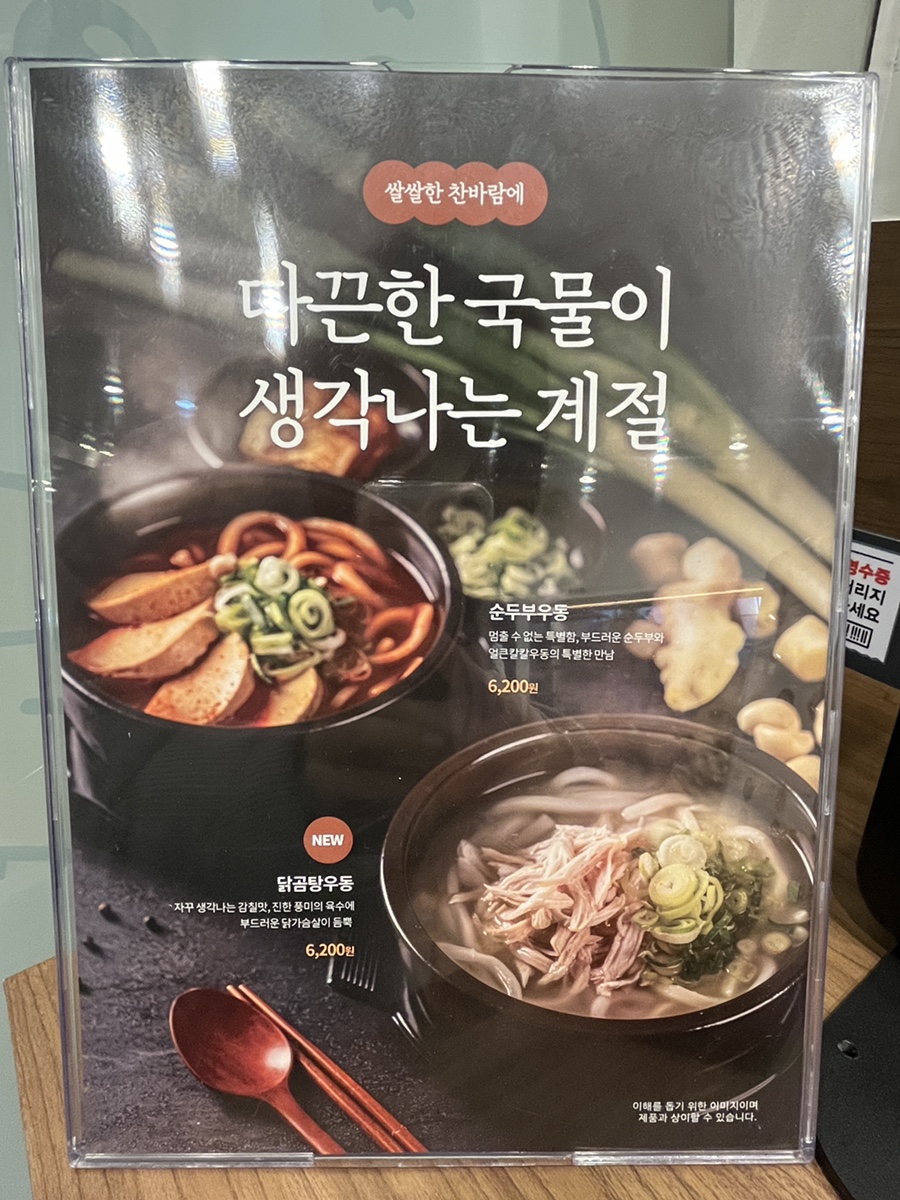 쌀쌀한 찬바람에
따끈한 국물이
생각나는 계절
순두부우동
멈출 수 없는 특별함, 부드러운 순두부와
얼큰칼칼우동의 특별한 만남
6,200원
NEW
닭곰탕우동
자꾸 생각나는 감칠맛, 진한 풍미의 육수에
부드러운 닭가슴살이 듬뿍
6,200원
이해를 돕기 위한 이미지이며
제품과 상이할 수 있습니다.